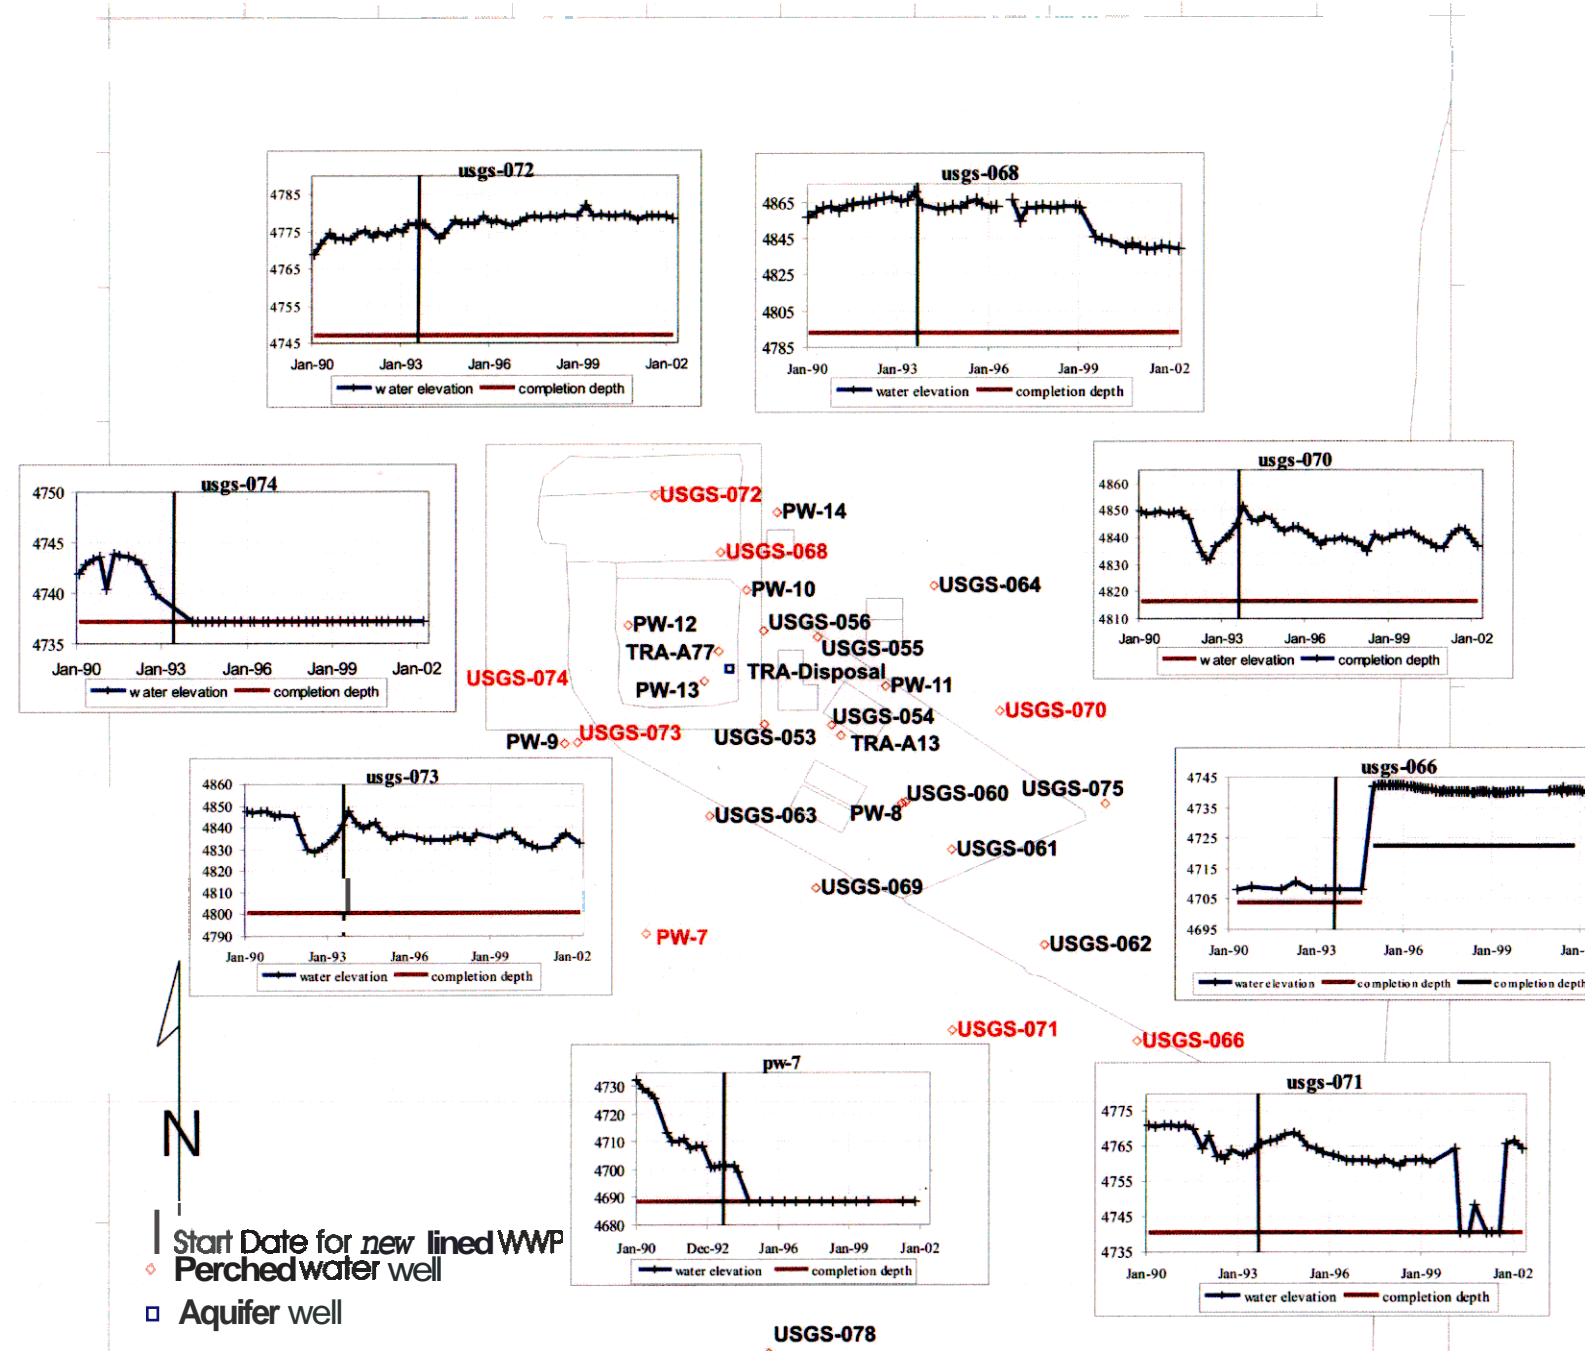 usgs-072
4785
4775
4765
4755
4745
Jan-90 Jan-93 Jan-96 Jan-99 Jan-02
water elevation completion depth
usgs-068
4865
4845
4825
4805
4785
Jan-90 Jan-93 Jan-96 Jan-99 Jan-02
water elevation completion depth
usgs-074
4750
4745
4740
4735
Jan-90 Jan-93 Jan-96 Jan-99 Jan-02
water elevation completion depth
usgs-070
4860
4850
4840
4830
4820
4810
Jan-90 Jan-93 Jan-96 Jan-99 Jan-02
water elevation completion depth
USGS-072
PW-14
USGS-068
USGS-064
PW-10
USGS-056
PW-12
USGS-055
TRA-A77
TRA-Disposal
USGS-074
PW-11
PW-13
USGS-070
USGS-054
USGS-073
USGS-053
PW-9
TRA-A13
USGS-075
USGS-060
PW-8
USGS-063
USGS-061
USGS-069
PW-7
USGS-062
USGS-071
USGS-066
usgs-073
4860
4850
4840
4830
4820
4810
4800
4790
Jan-90 Jan-93 Jan-96 Jan-99 Jan-02
water elevation completion depth
usgs-066
4745
4735
4725
4715
4705
4695
Jan-90 Jan-93 Jan-96 Jan-99 Jan-
water elevation completion depth completion depth
pw-7
4730
4720
4710
4700
4690
4680
Jan-90 Dec-92 Jan-96 Jan-99 Jan-02
water elevation completion depth
usgs-071
4775
4765
4755
4745
4735
Jan-90 Jan-93 Jan-96 Jan-99 Jan-02
water elevation completion depth
N
Start Date for new lined WWP
Perched water well
Aquifer well
USGS-078